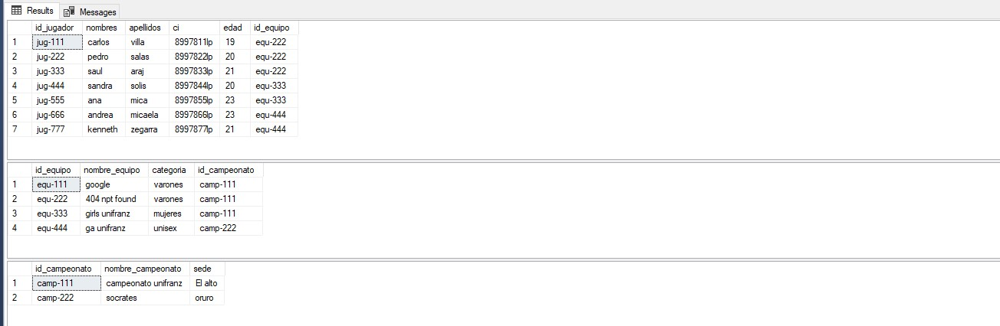 Results Messages
id_jugador nombres apellidos ci edad id_equipo
1 jug-111 carlos villa 8997811lp 19 equ-222
2 jug-222 pedro salas 8997822lp 20 equ-222
3 jug-333 saul araj 8997833lp 21 equ-222
4 jug-444 sandra solis 8997844lp 20 equ-333
5 jug-555 ana mica 8997855lp 23 equ-333
6 jug-666 andrea micaela 8997866lp 23 equ-444
7 jug-777 kenneth zegarra 8997877lp 21 equ-444
id_equipo nombre_equipo categoria id_campeonato
1 equ-111 google varones camp-111
2 equ-222 404 npt found varones camp-111
3 equ-333 girls unifranz mujeres camp-111
4 equ-444 ga unifranz unisex camp-222
id_campeonato nombre_campeonato sede
1 camp-111 campeonato unifranz El alto
2 camp-222 socrates oruro